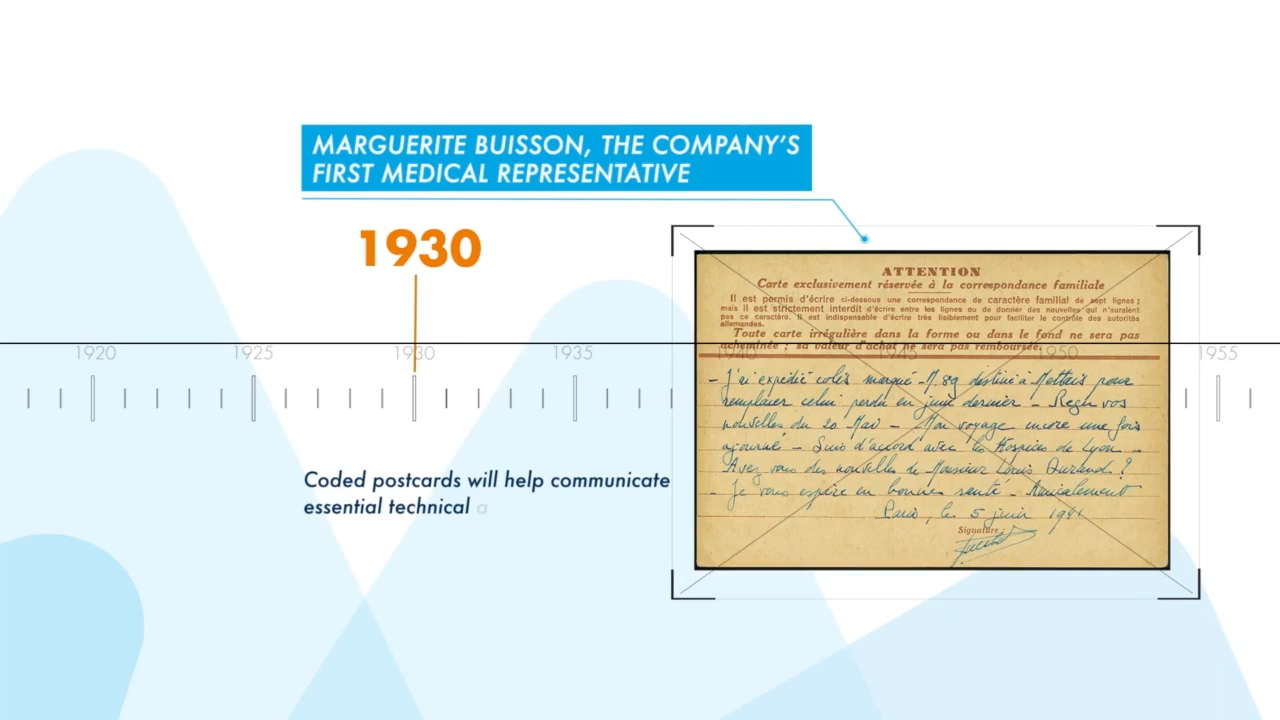 MARGUERITE BUISSON, THE COMPANY'S
FIRST MEDICAL REPRESENTATIVE
1930
ATTENTION
Carte exclusivement réservée à la correspondance familiale
Il est permis d'écrire ci-dessous une correspondance de caractère familial de sept lignes ;
mais il est strictement interdit d'écrire entre les lignes eu de donner des nouvelles qui n'auraient
pas ce caractère. Il est indispensable d'écrire très lisiblement pour faciliter le contrôle des autorités
allemandes.
Toute carte irrégulière dans la forme ou dans le fond ne sera pas
acheminée ; sa valeur d'achat ne sera pas remboursée.
1920 1925 1930 1935 1940 1945 1950 1955
- J'ai expédié colis marqué M.89 destiné à pour
remplacer celui perdu en juin dernier - Reçu vos
nouvelles du 20 Mai - Mon voyage encore une fois
ajourné - Suis d'accord avec les Hospices de Lyon -
Avez vous des nouvelles de Monsieur Louis Durand ?
- Je vous espère en bonne santé - Amicalement
Paris, le 5 juin 1941
Signature :
Coded postcards will help communicate
essential technical a